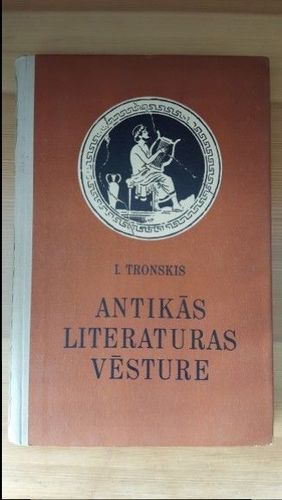 I. TRONSKIS
ANTIKĀS
LITERATURAS
VĒSTURE